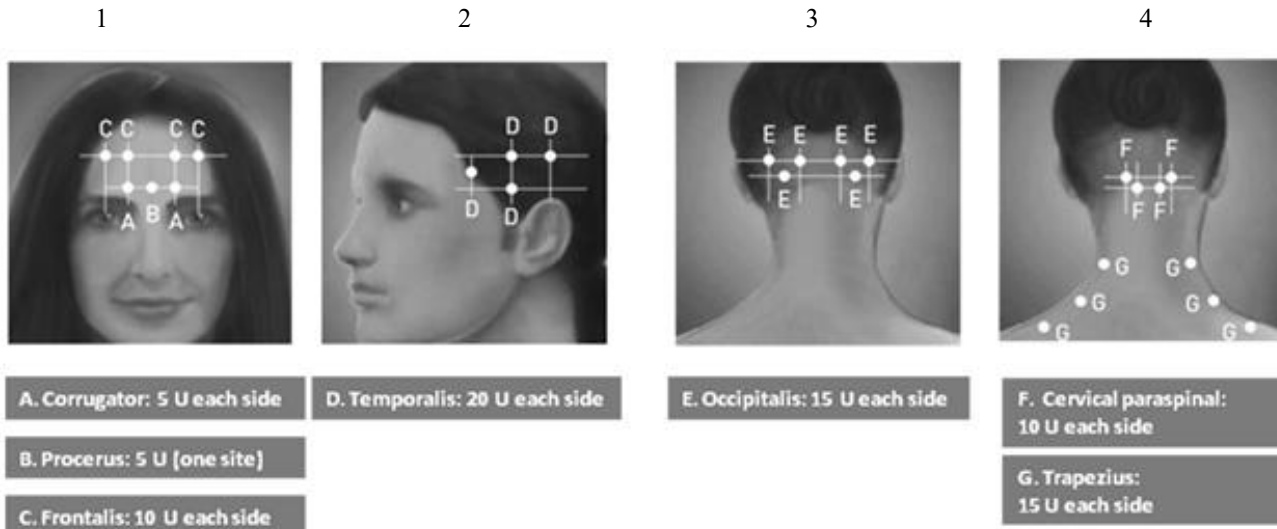 1 2 3 4
C C C C
A B A
D D
D D
E E E E
E E
F F
F F
G G
G G
G G
A. Corrugator: 5 U each side
B. Procerus: 5 U (one site)
C. Frontalis: 10 U each side
D. Temporalis: 20 U each side
E. Occipitalis: 15 U each side
F. Cervical paraspinal:
10 U each side
G. Trapezius:
15 U each side